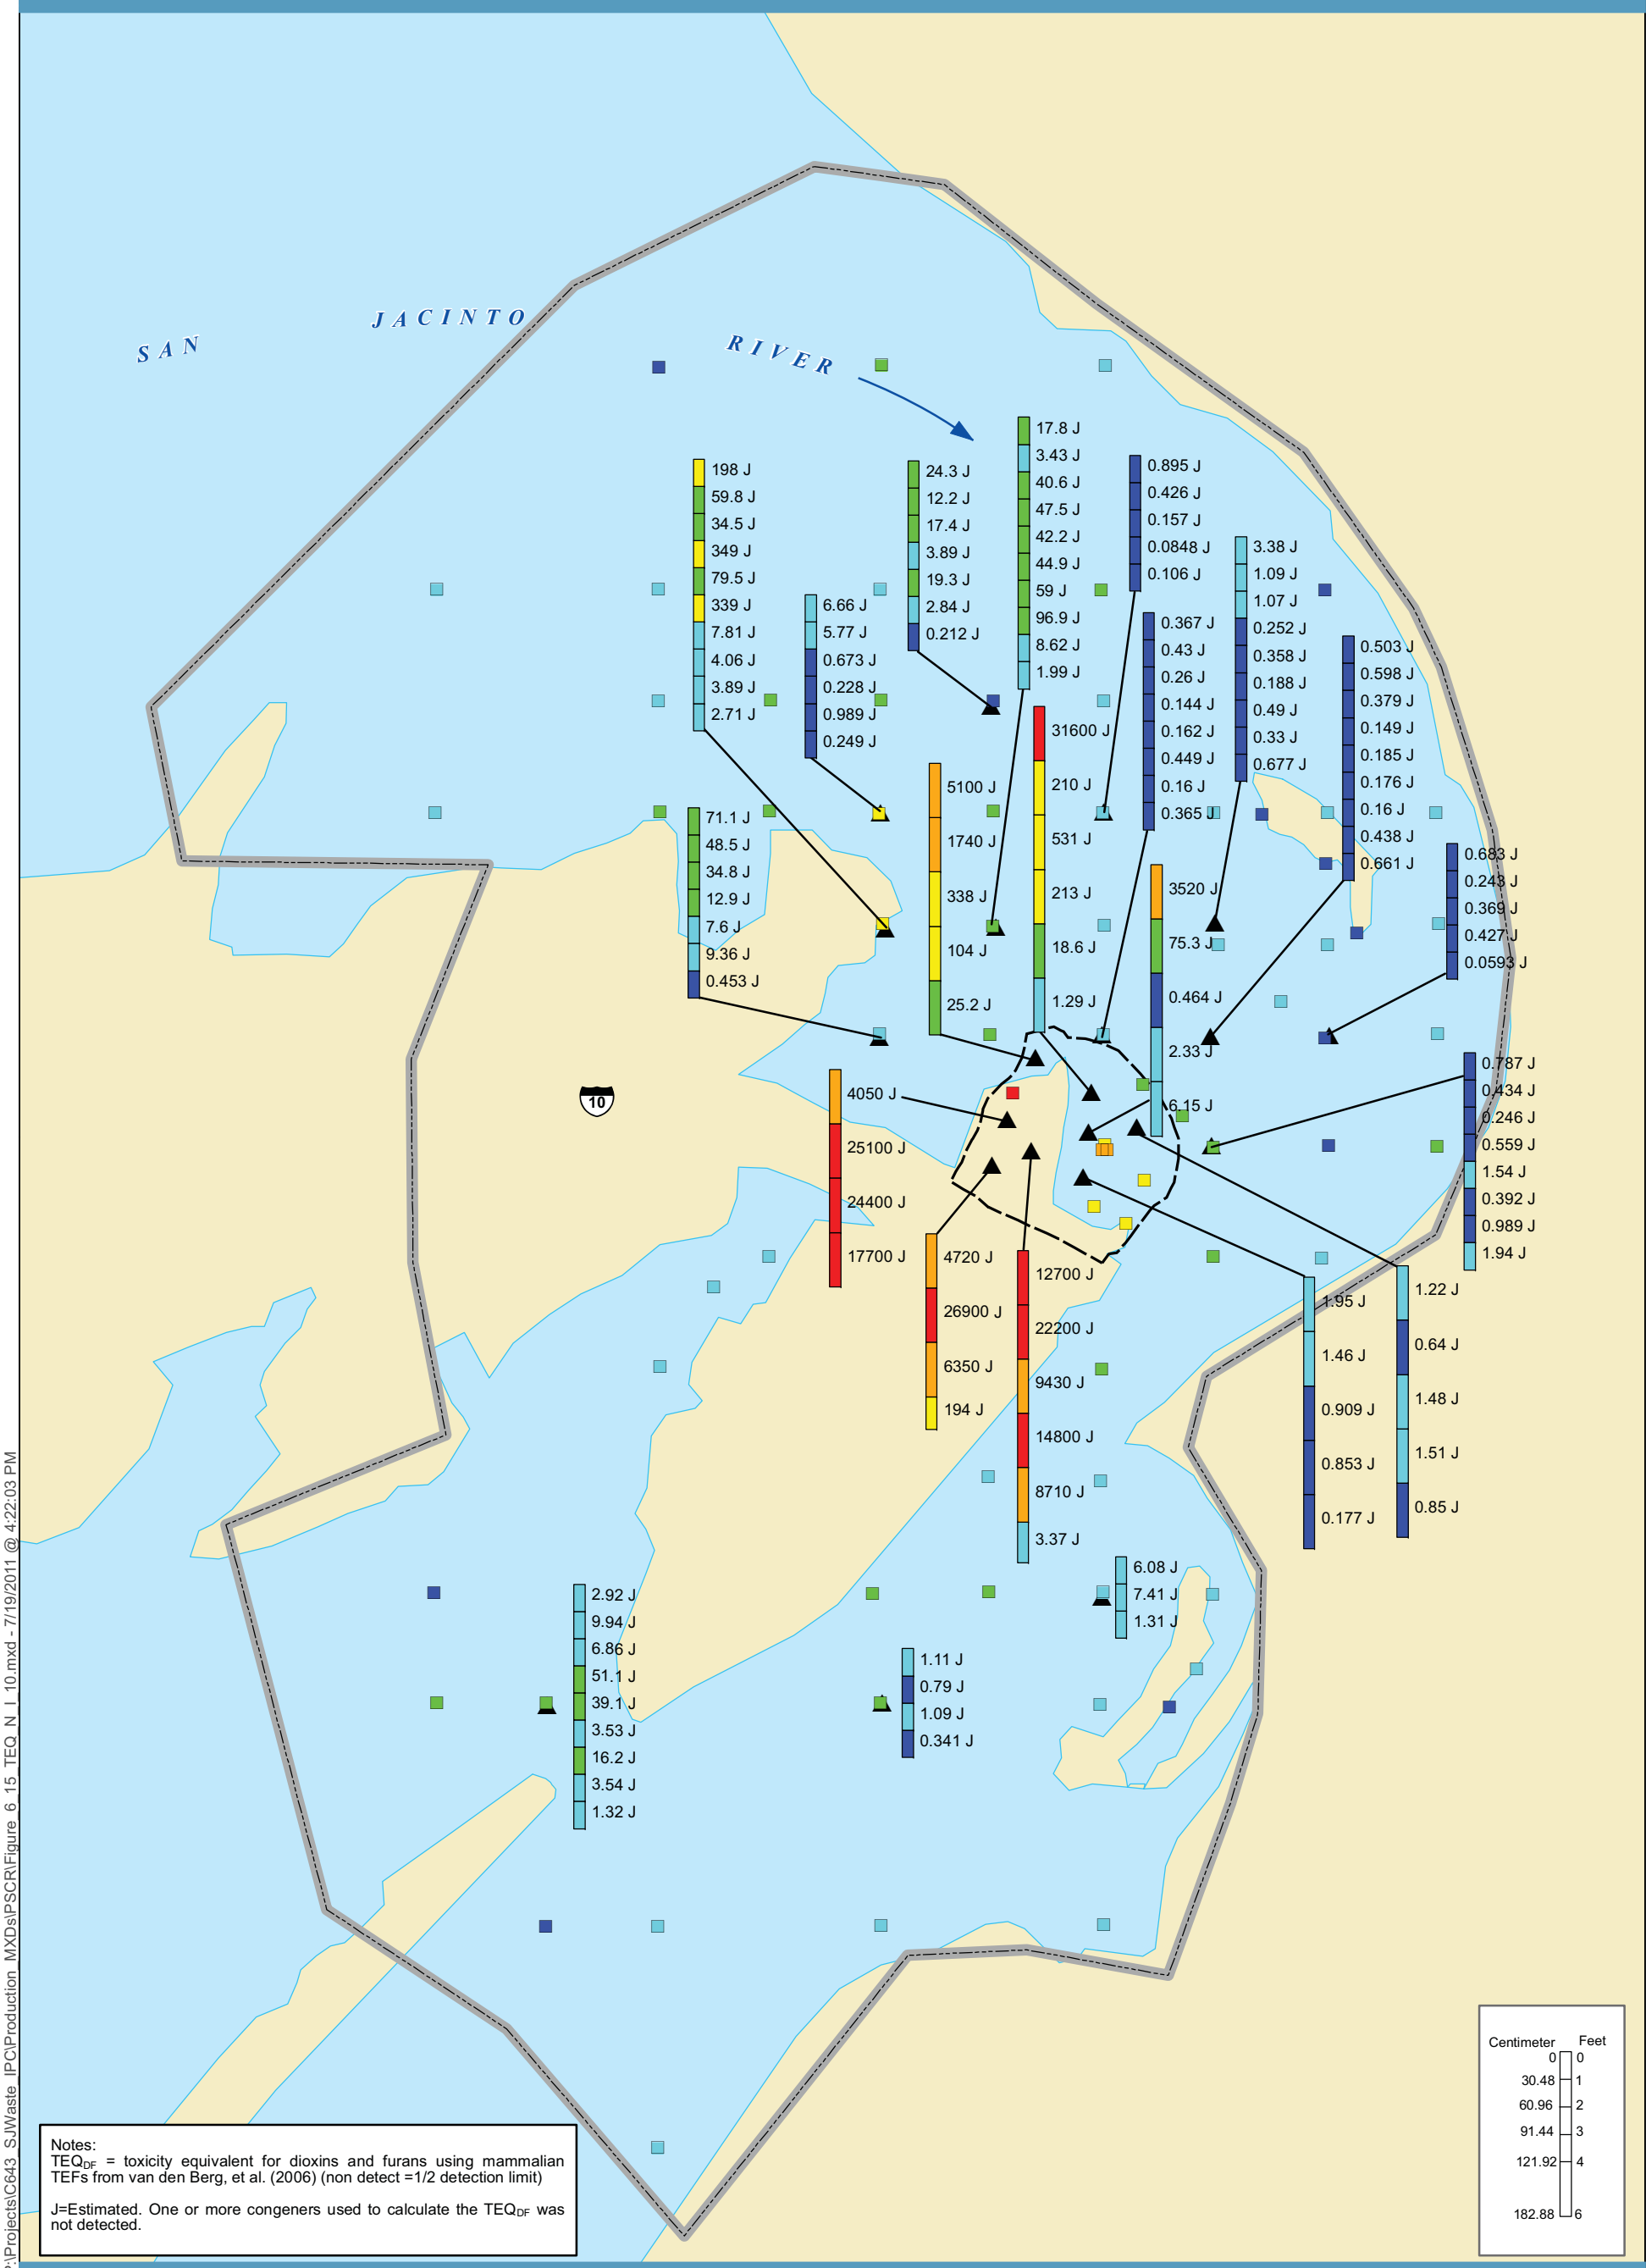 SAN
JACINTO
RIVER
17.8 J
3.43 J
40.6 J
47.5 J
42.2 J
44.9 J
59 J
96.9 J
8.62 J
1.99 J
198 J
59.8 J
34.5 J
349 J
79.5 J
339 J
7.81 J
4.06 J
3.89 J
2.71 J
24.3 J
12.2 J
17.4 J
3.89 J
19.3 J
2.84 J
0.212 J
0.895 J
0.426 J
0.157 J
0.0848 J
0.106 J
3.38 J
1.09 J
1.07 J
0.252 J
0.358 J
0.188 J
0.49 J
0.33 J
0.677 J
6.66 J
5.77 J
0.673 J
0.228 J
0.989 J
0.249 J
0.367 J
0.43 J
0.26 J
0.144 J
0.162 J
0.449 J
0.16 J
0.365 J
0.503 J
0.598 J
0.379 J
0.149 J
0.185 J
0.176 J
0.16 J
0.438 J
0.661 J
31600 J
210 J
531 J
213 J
18.6 J
1.29 J
5100 J
1740 J
338 J
104 J
25.2 J
71.1 J
48.5 J
34.8 J
12.9 J
7.6 J
9.36 J
0.453 J
3520 J
75.3 J
0.464 J
2.33 J
6.15 J
0.683 J
0.243 J
0.369 J
0.427 J
0.0593 J
10
4050 J
25100 J
24400 J
17700 J
0.787 J
0.434 J
0.246 J
0.559 J
1.54 J
0.392 J
0.989 J
1.94 J
4720 J
26900 J
6350 J
194 J
12700 J
22200 J
9430 J
14800 J
8710 J
3.37 J
1.95 J
1.46 J
0.909 J
0.853 J
0.177 J
1.22 J
0.64 J
1.48 J
1.51 J
0.85 J
6.08 J
7.41 J
1.31 J
2.92 J
9.94 J
6.86 J
51.1 J
39.1 J
3.53 J
16.2 J
3.54 J
1.32 J
1.11 J
0.79 J
1.09 J
0.341 J
Centimeter Feet
0 0
30.48 1
60.96 2
91.44 3
121.92 4
182.88 6
Notes:
TEQDF = toxicity equivalent for dioxins and furans using mammalian
TEFs from van den Berg, et al. (2006) (non detect =1/2 detection limit)
J=Estimated. One or more congeners used to calculate the TEQDF was
not detected.
:\Projects\C643_SJWaste_IPC\Production_MXDs\PSCR\Figure_6_15_TEQ_N_I_10.mxd - 7/19/2011 @ 4:22:03 PM